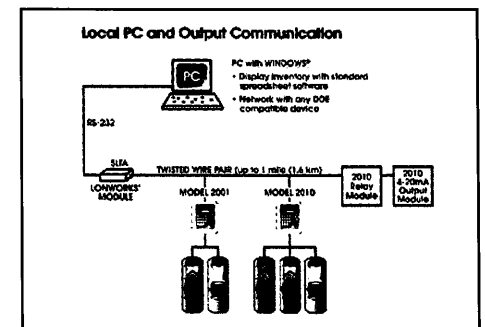 Local PC and Output Communication
PC
PC with WINDOWS®
• Display inventory with standard
spreadsheet software
• Network with any DDE
compatible device
RS-232
SLTA
LONWORKS'
MODULE
TWISTED WIRE PAIR (up to 1 mile (1.6 km)
MODEL 2001
MODEL 2010
2010
Relay
Module
2010
4-20mA
Output
Module